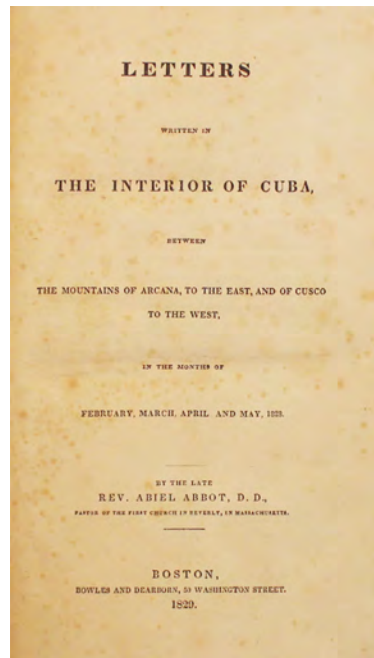 LETTERS
WRITTEN IN
THE INTERIOR OF CUBA,
BETWEEN
THE MOUNTAINS OF ARCANA, TO THE EAST, AND OF CUSCO
TO THE WEST,
IN THE MONTHS OF
FEBRUARY, MARCH, APRIL AND MAY, 1828.
BY THE LATE
REV. ABIEL ABBOT, D. D.,
PASTOR OF THE FIRST CHURCH IN BEVERLY, IN MASSACHUSETTS.
BOSTON,
BOWLES AND DEARBORN, 50 WASHINGTON STREET.
1829.